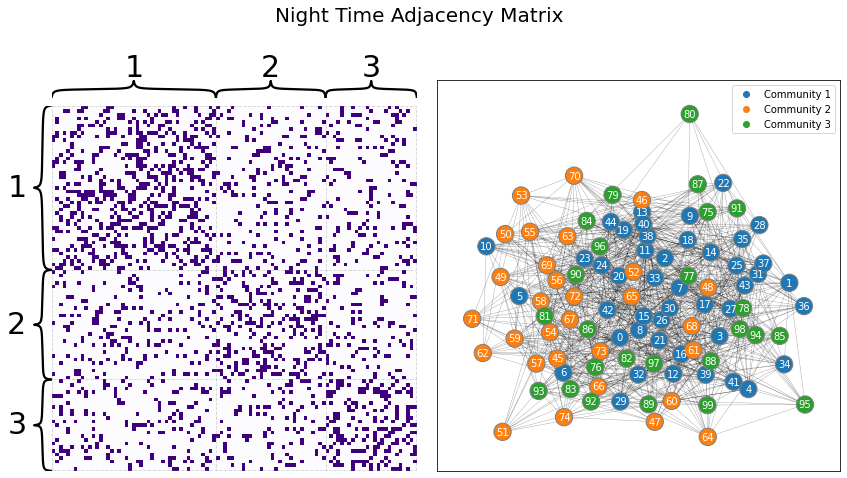 Night Time Adjacency Matrix
1 2 3
1
2
3
Community 1
Community 2
Community 3
80
70 87 22
53 79 46 91
13 9 75
84 44 40 28
50 55 63 19 38 18 35
10 96 11 14
23 2
69 24 25 37
49 56 90 20 52 33 77 31
43 1
5 58 72 65 7 48
42 30 17 27 78 36
71 81 67 15 26
54 86 8 68 98 94 85
59 0 21 3
62 73 16 61
57 45 82 97 88 34
76
6 32 12 39
93 83 66 41 4
92 29 89 60 99 95
74 47
51 64